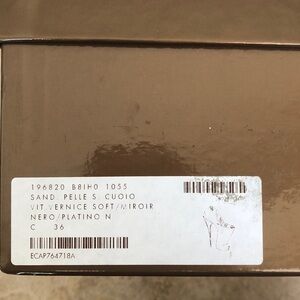 196820 B8IH0 1055
SAND. PELLE S. CUOIO
VIT.VERNICE SOFT/MIROIR
NERO/PLATINO N
C 36
ECAP764718A